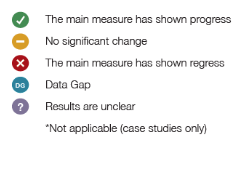 The main measure has shown progress
No significant change
The main measure has shown regress
DG Data Gap
? Results are unclear
*Not applicable (case studies only)